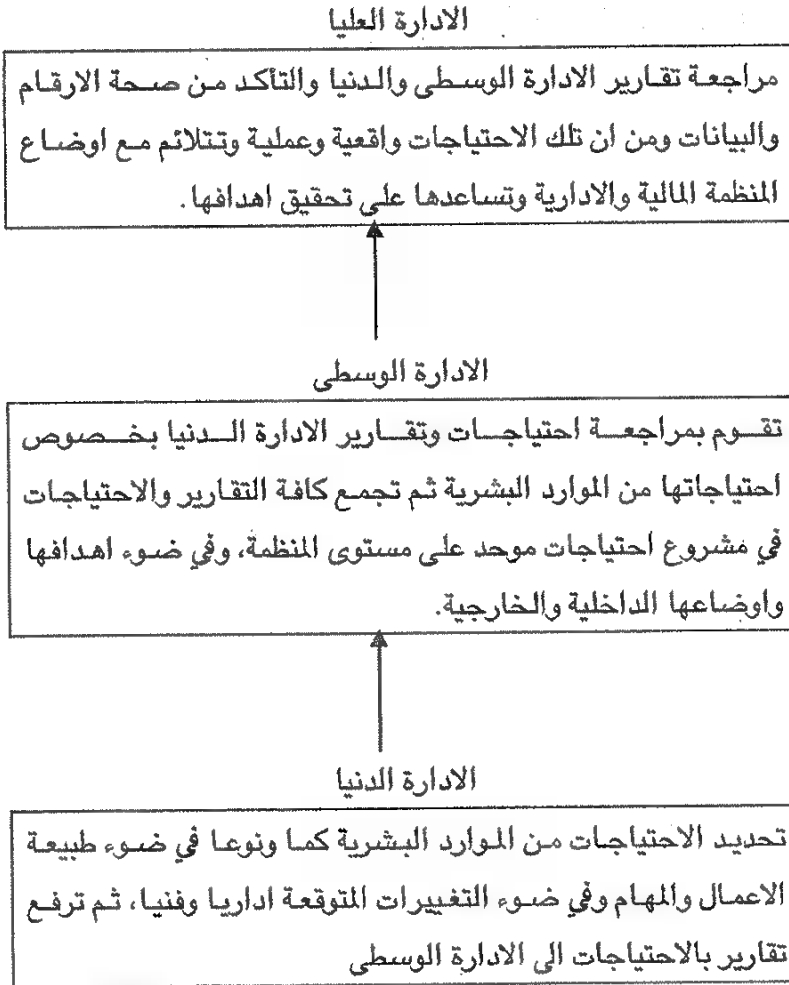 الادارة العليا
مراجعة تقارير الادارة الوسطى والدنيا والتأكد من صحة الارقام
والبيانات ومن ان تلك الاحتياجات واقعية وعملية وتتلائم مع اوضاع
المنظمة المالية والادارية وتساعدها على تحقيق اهدافها.
الادارة الوسطى
تقوم بمراجعة احتياجات وتقارير الادارة الدنيا بخصوص
احتياجاتها من الموارد البشرية ثم تجمع كافة التقارير والاحتياجات
في مشروع احتياجات موحد على مستوى المنظمة، وفي ضوء اهدافها
واوضاعها الداخلية والخارجية.
الادارة الدنيا
تحديد الاحتياجات من الموارد البشرية كما ونوعا في ضوء طبيعة
الاعمال والمهام وفي ضوء التغييرات المتوقعة اداريا وفنيا، ثم ترفع
تقارير بالاحتياجات الى الادارة الوسطى